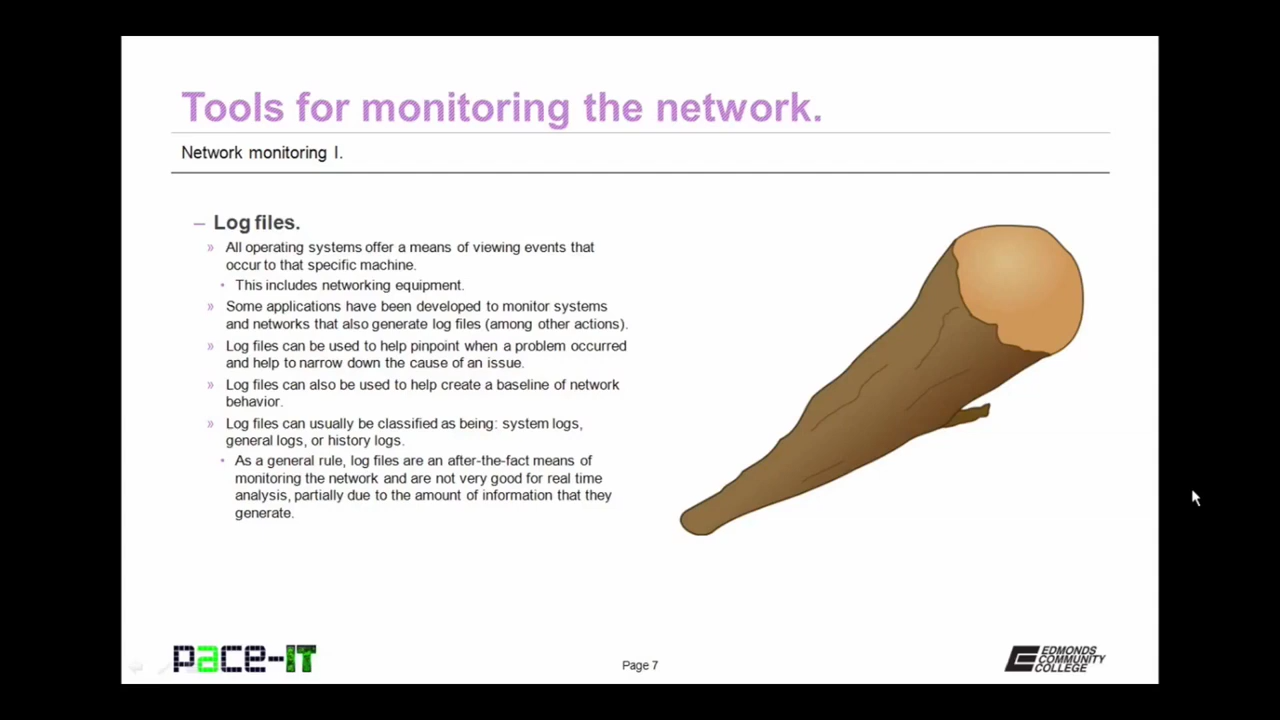 Tools for monitoring the network.
Network monitoring I.
– Log files.
» All operating systems offer a means of viewing events that
occur to that specific machine.
• This includes networking equipment.
» Some applications have been developed to monitor systems
and networks that also generate log files (among other actions).
» Log files can be used to help pinpoint when a problem occurred
and help to narrow down the cause of an issue.
» Log files can also be used to help create a baseline of network
behavior.
» Log files can usually be classified as being: system logs,
general logs, or history logs.
• As a general rule, log files are an after-the-fact means of
monitoring the network and are not very good for real time
analysis, partially due to the amount of information that they
generate.
pace-IT
Page 7
EDMONDS
COMMUNITY
COLLEGE